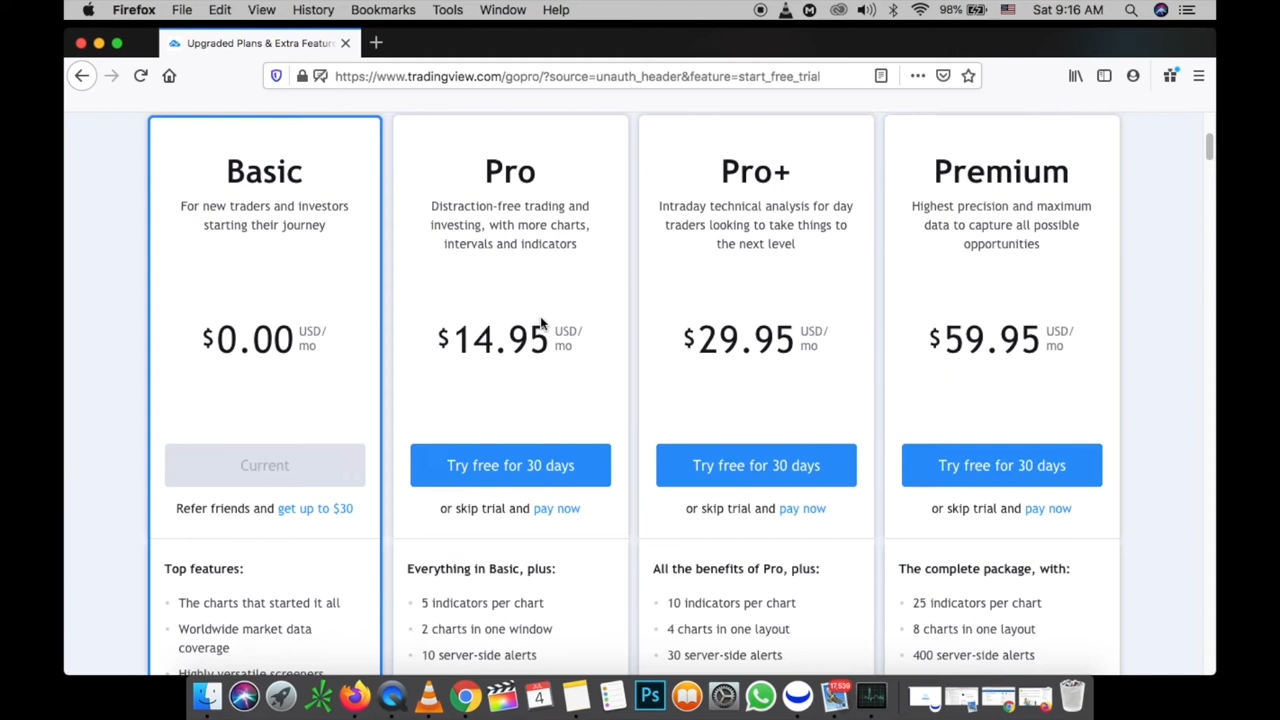 Firefox File Edit View History Bookmarks Tools Window Help 98% Sat 9:16 AM
Upgraded Plans & Extra Featur
https://www.tradingview.com/gopro/?source=unauth_header&feature=start_free_trial
Basic
For new traders and investors
starting their journey
$0.00 USD/
mo
Current
Refer friends and get up to $30
Top features:
• The charts that started it all
• Worldwide market data
coverage
Highly versatile screeners
Pro
Distraction-free trading and
investing, with more charts,
intervals and indicators
$14.95 USD/
mo
Try free for 30 days
or skip trial and pay now
Everything in Basic, plus:
• 5 indicators per chart
• 2 charts in one window
• 10 server-side alerts
Pro+
Intraday technical analysis for day
traders looking to take things to
the next level
$29.95 USD/
mo
Try free for 30 days
or skip trial and pay now
All the benefits of Pro, plus:
• 10 indicators per chart
• 4 charts in one layout
• 30 server-side alerts
Premium
Highest precision and maximum
data to capture all possible
opportunities
$59.95 USD/
mo
Try free for 30 days
or skip trial and pay now
The complete package, with:
• 25 indicators per chart
• 8 charts in one layout
• 400 server-side alerts
4
Ps
17,539